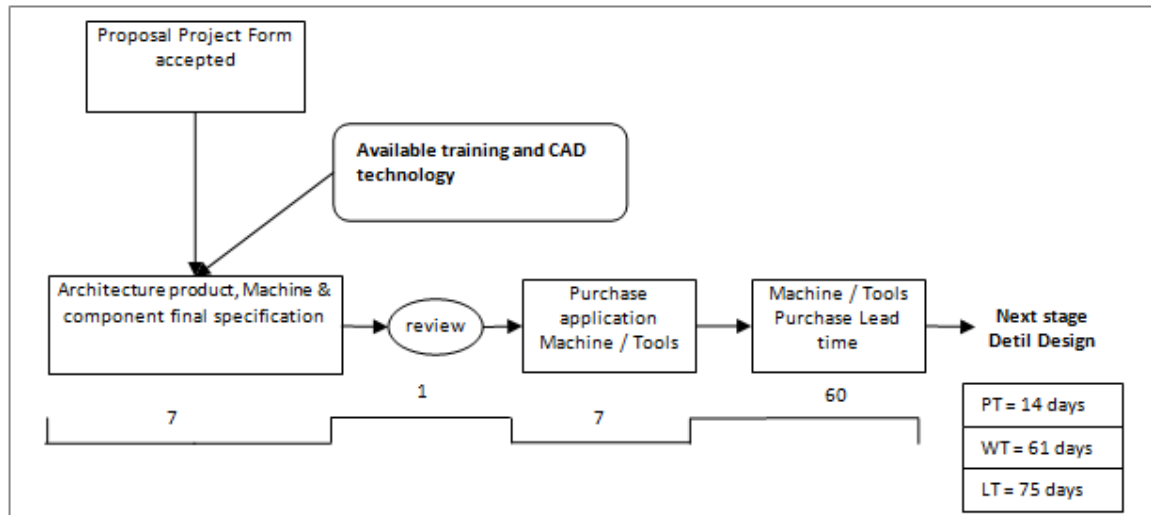 Proposal Project Form
accepted
Available training and CAD
technology
Architecture product, Machine &
component final specification
review
Purchase
application
Machine / Tools
Machine / Tools
Purchase Lead
time
Next stage
Detil Design
7
1
7
60
PT = 14 days
WT = 61 days
LT = 75 days